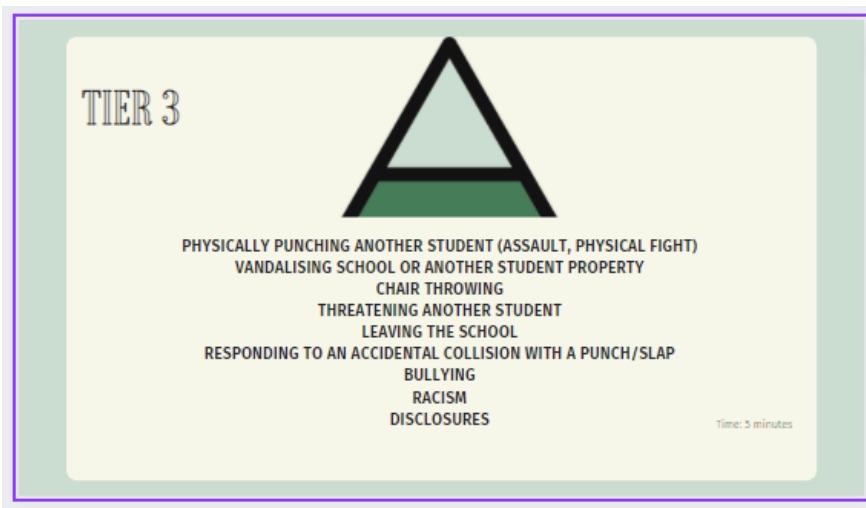 TIER 3
PHYSICALLY PUNCHING ANOTHER STUDENT (ASSAULT, PHYSICAL FIGHT)
VANDALISING SCHOOL OR ANOTHER STUDENT PROPERTY
CHAIR THROWING
THREATENING ANOTHER STUDENT
LEAVING THE SCHOOL
RESPONDING TO AN ACCIDENTAL COLLISION WITH A PUNCH/SLAP
BULLYING
RACISM
DISCLOSURES
Time: 5 minutes